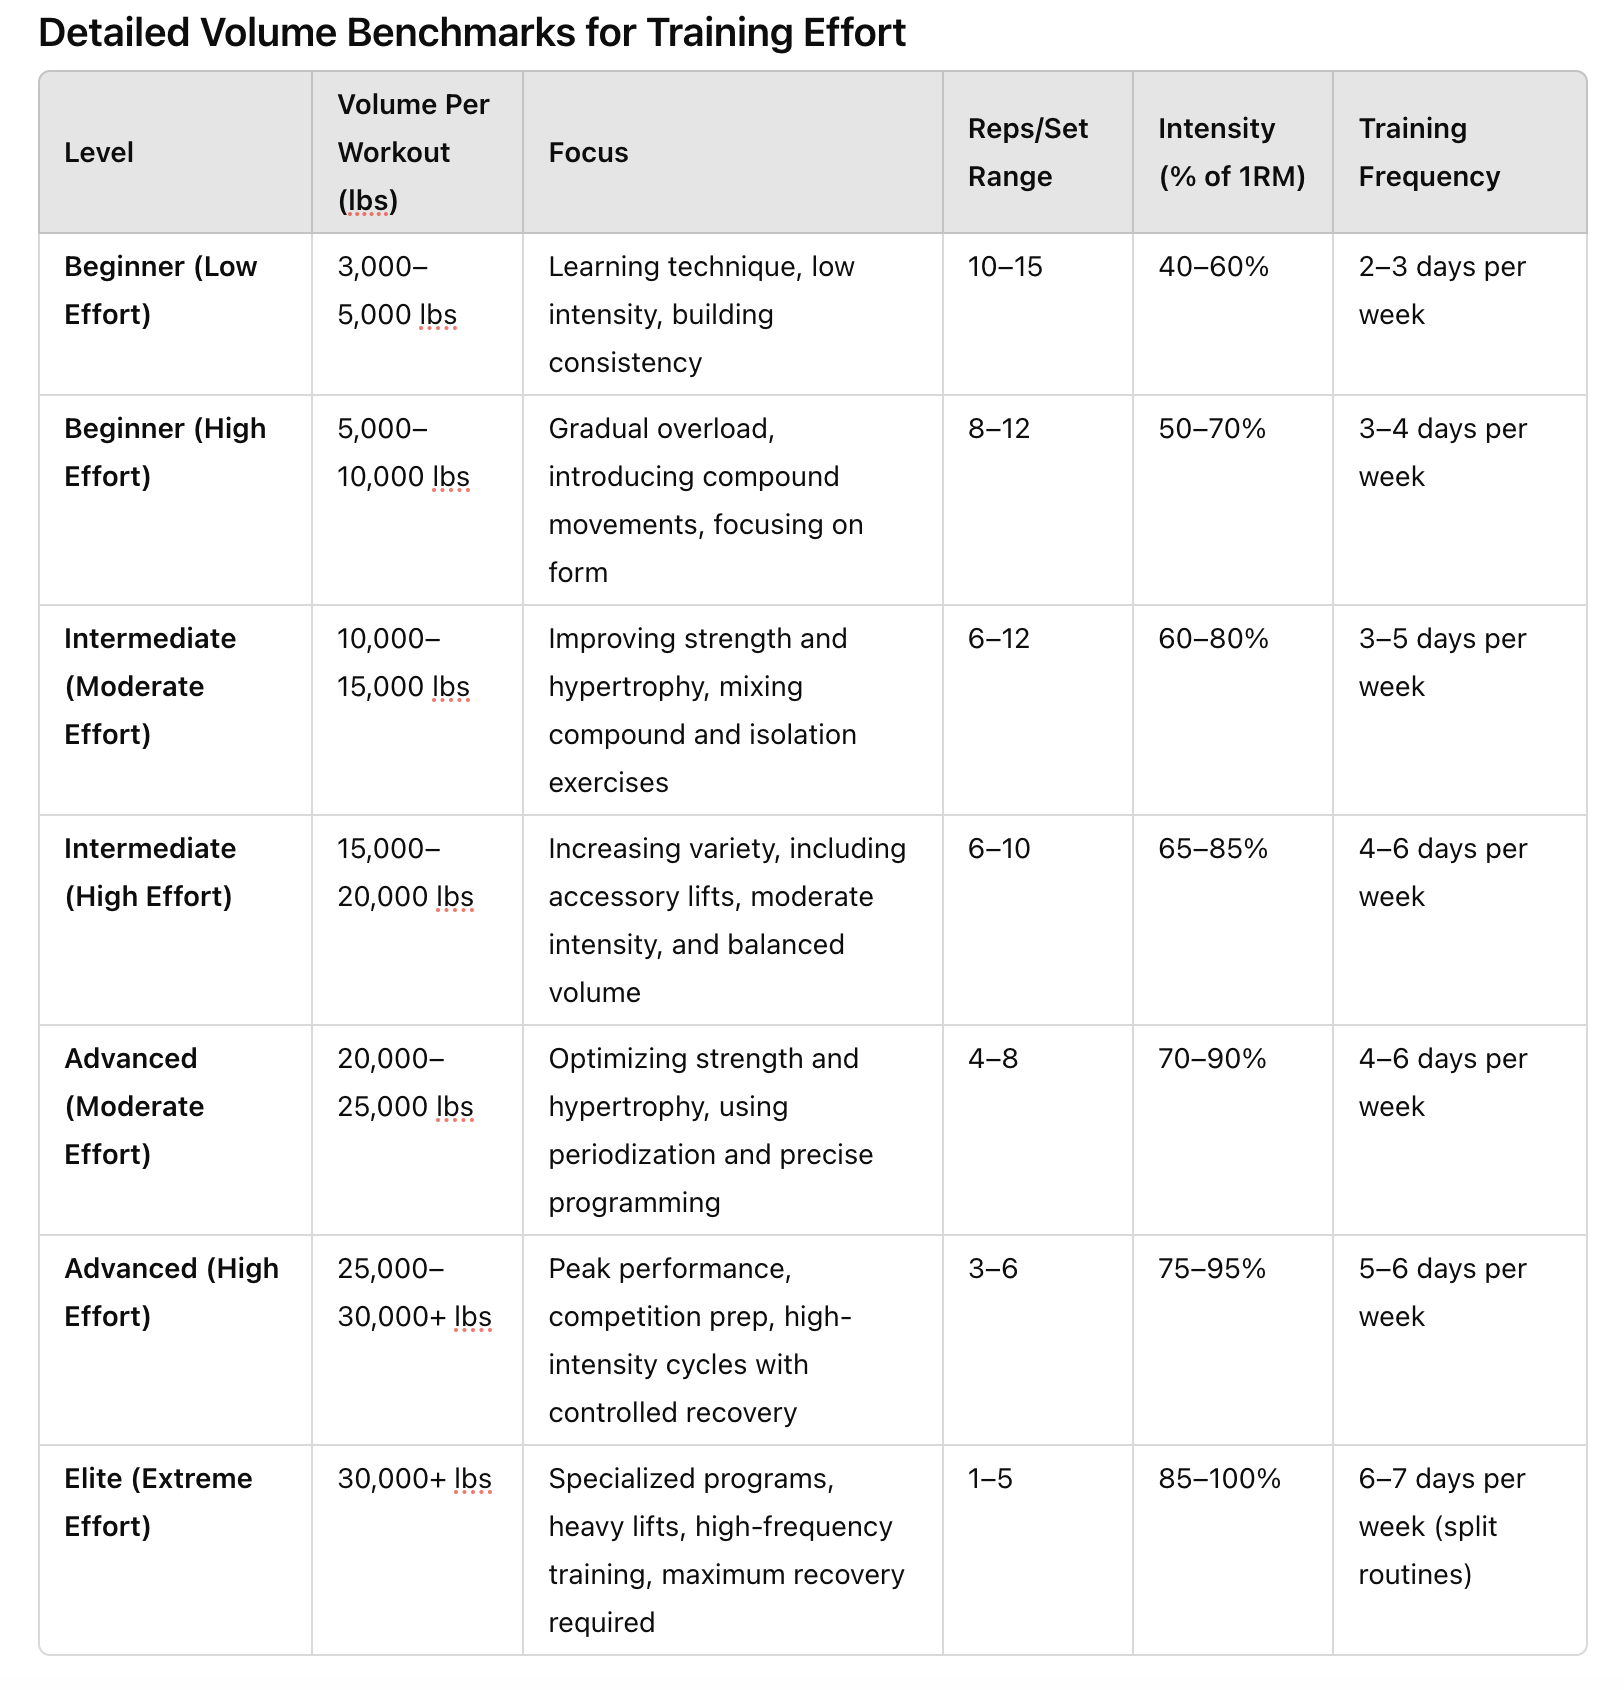 Detailed Volume Benchmarks for Training Effort
Level
Volume Per
Workout
(lbs)
Focus
Reps/Set
Range
Intensity
(% of 1RM)
Training
Frequency
Beginner (Low
Effort)
3,000–
5,000 lbs
Learning technique, low
intensity, building
consistency
10–15
40–60%
2–3 days per
week
Beginner (High
Effort)
5,000–
10,000 lbs
Gradual overload,
introducing compound
movements, focusing on
form
8–12
50–70%
3–4 days per
week
Intermediate
(Moderate
Effort)
10,000–
15,000 lbs
Improving strength and
hypertrophy, mixing
compound and isolation
exercises
6–12
60–80%
3–5 days per
week
Intermediate
(High Effort)
15,000–
20,000 lbs
Increasing variety, including
accessory lifts, moderate
intensity, and balanced
volume
6–10
65–85%
4–6 days per
week
Advanced
(Moderate
Effort)
20,000–
25,000 lbs
Optimizing strength and
hypertrophy, using
periodization and precise
programming
4–8
70–90%
4–6 days per
week
Advanced (High
Effort)
25,000–
30,000+ lbs
Peak performance,
competition prep, high-
intensity cycles with
controlled recovery
3–6
75–95%
5–6 days per
week
Elite (Extreme
Effort)
30,000+ lbs
Specialized programs,
heavy lifts, high-frequency
training, maximum recovery
required
1–5
85–100%
6–7 days per
week (split
routines)